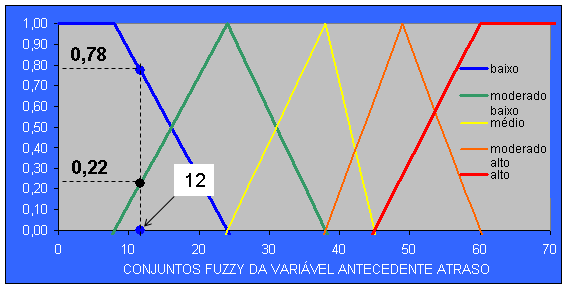 1,00
0,90
0,80
0,78
0,70
0,60
0,50
0,40
0,30
0,22
0,20
0,10
0,00
12
baixo
moderado
baixo
médio
moderado
alto
alto
0 10 20 30 40 50 60 70
CONJUNTOS FUZZY DA VARIÁVEL ANTECEDENTE ATRASO